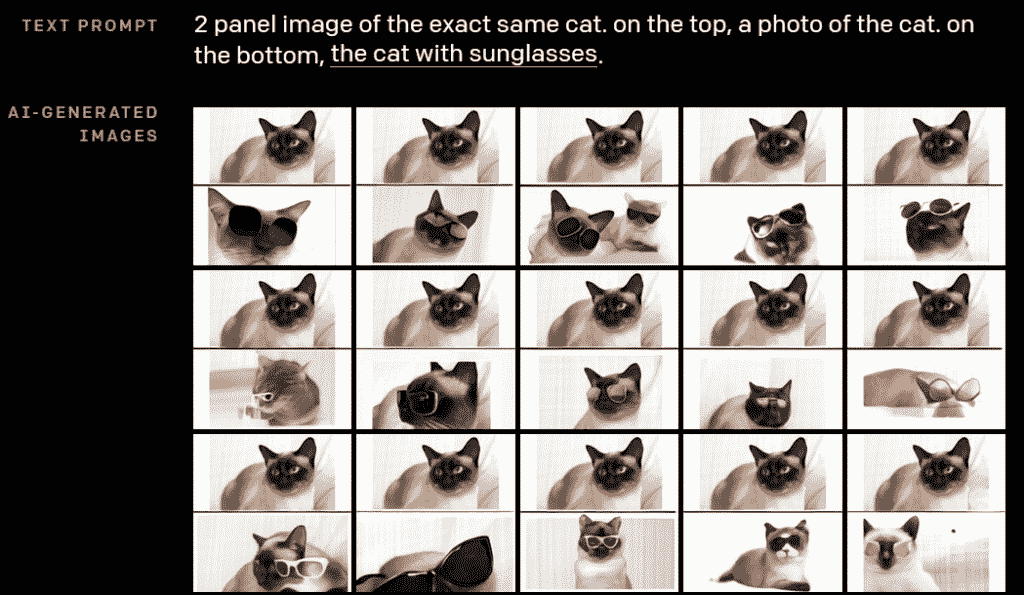 TEXT PROMPT
2 panel image of the exact same cat. on the top, a photo of the cat. on
the bottom, the cat with sunglasses.
AI-GENERATED
IMAGES